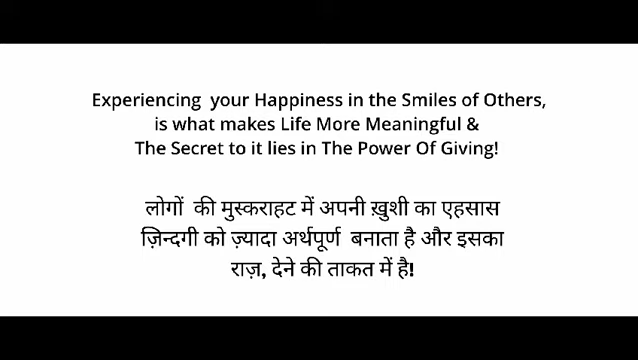 Experiencing your Happiness in the Smiles of Others,
is what makes Life More Meaningful &
The Secret to it lies in The Power Of Giving!
लोगों की मुस्कराहट में अपनी ख़ुशी का एहसास
ज़िन्दगी को ज़्यादा अर्थपूर्ण बनाता है और इसका
राज़, देने की ताकत में है!